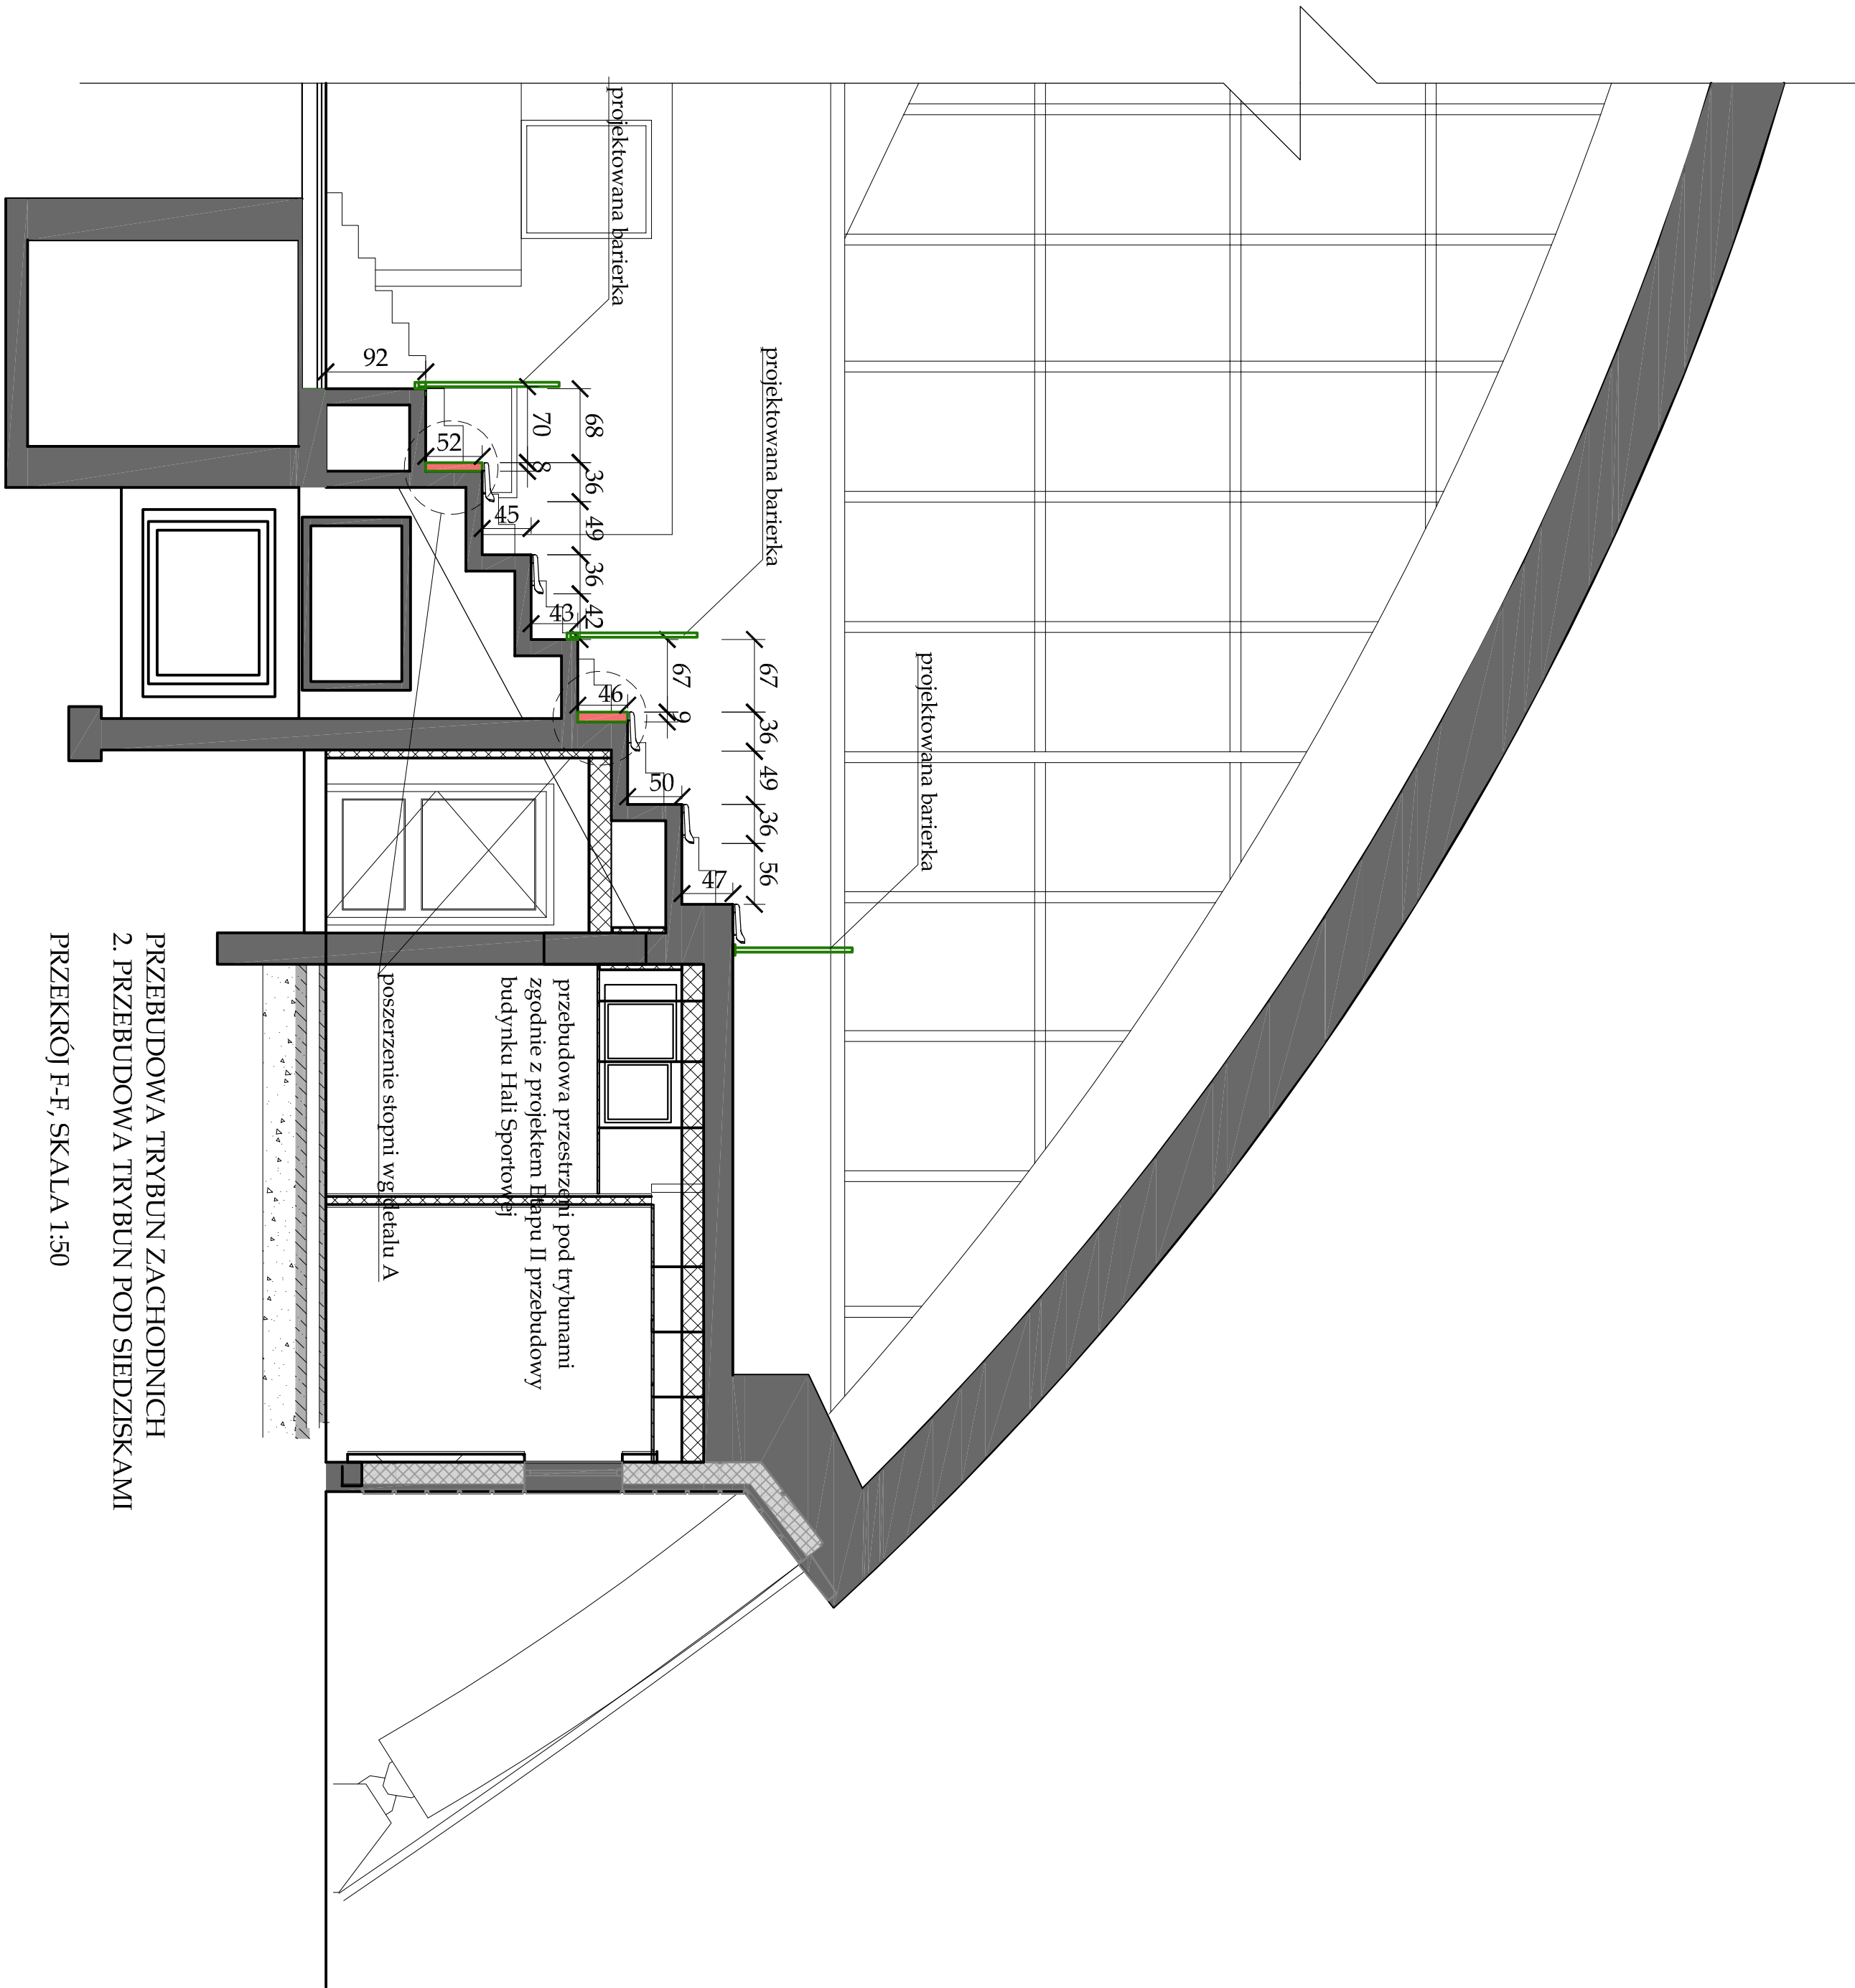 projektowana barierka
projektowana barierka
projektowana barierka
92
52
70
8
68
36
49
36
42
45
43
46
67
9
67
36
49
36
56
50
47
przebudowa przestrzeni pod trybunami
zgodnie z projektem Etapu II przebudowy
budynku Hali Sportowej
poszerzenie stopni wg detalu A
PRZEBUDOWA TRYBUN ZACHODNICH
2. PRZEBUDOWA TRYBUN POD SIEDZISKAMI
PRZEKRÓJ F-F, SKALA 1:50